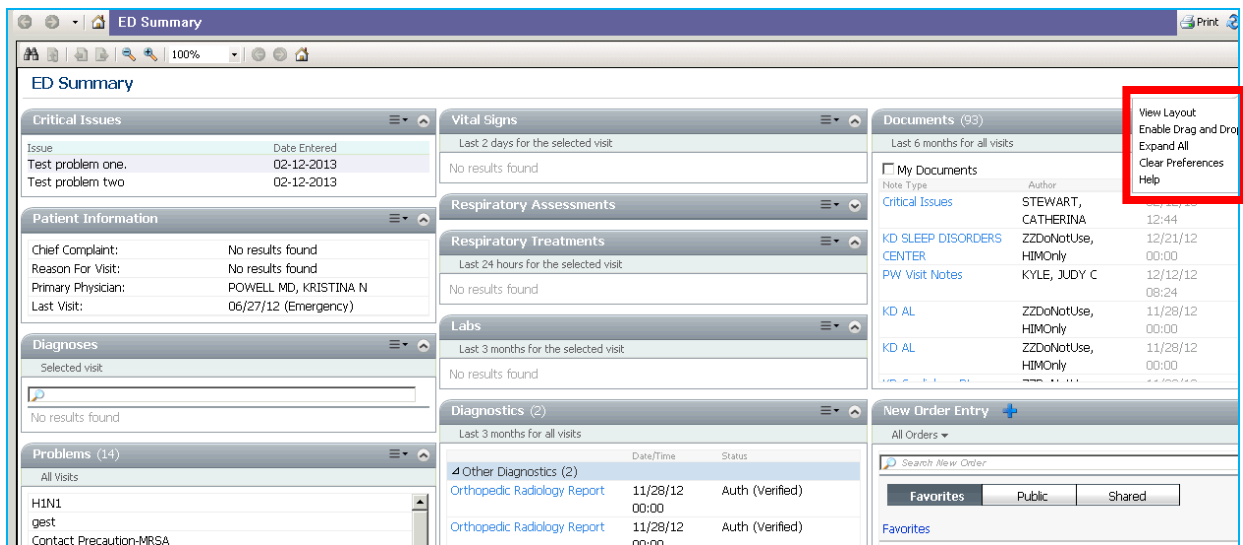 ED Summary
Print
100%
ED Summary
Critical Issues
Issue Date Entered
Test problem one. 02-12-2013
Test problem two 02-12-2013
Patient Information
Chief Complaint: No results found
Reason For Visit: No results found
Primary Physician: POWELL MD, KRISTINA N
Last Visit: 06/27/12 (Emergency)
Diagnoses
Selected visit
No results found
Problems (14)
All Visits
H1N1
gest
Contact Precaution-MRSA
Vital Signs
Last 2 days for the selected visit
No results found
Respiratory Assessments
Respiratory Treatments
Last 24 hours for the selected visit
No results found
Labs
Last 3 months for the selected visit
No results found
Diagnostics (2)
Last 3 months for all visits
Date/Time Status
Other Diagnostics (2)
Orthopedic Radiology Report 11/28/12 Auth (Verified)
00:00
Orthopedic Radiology Report 11/28/12 Auth (Verified)
00:00
Documents (93)
Last 6 months for all visits
My Documents
Note Type Author
Critical Issues STEWART,
CATHERINA 12:44
KD SLEEP DISORDERS ZZDoNotUse, 12/21/12
CENTER HIMOnly 00:00
PW Visit Notes KYLE, JUDY C 12/12/12
08:24
KD AL ZZDoNotUse, 11/28/12
HIMOnly 00:00
KD AL ZZDoNotUse, 11/28/12
HIMOnly 00:00
View Layout
Enable Drag and Drop
Expand All
Clear Preferences
Help
New Order Entry
All Orders
Search New Order
Favorites Public Shared
Favorites